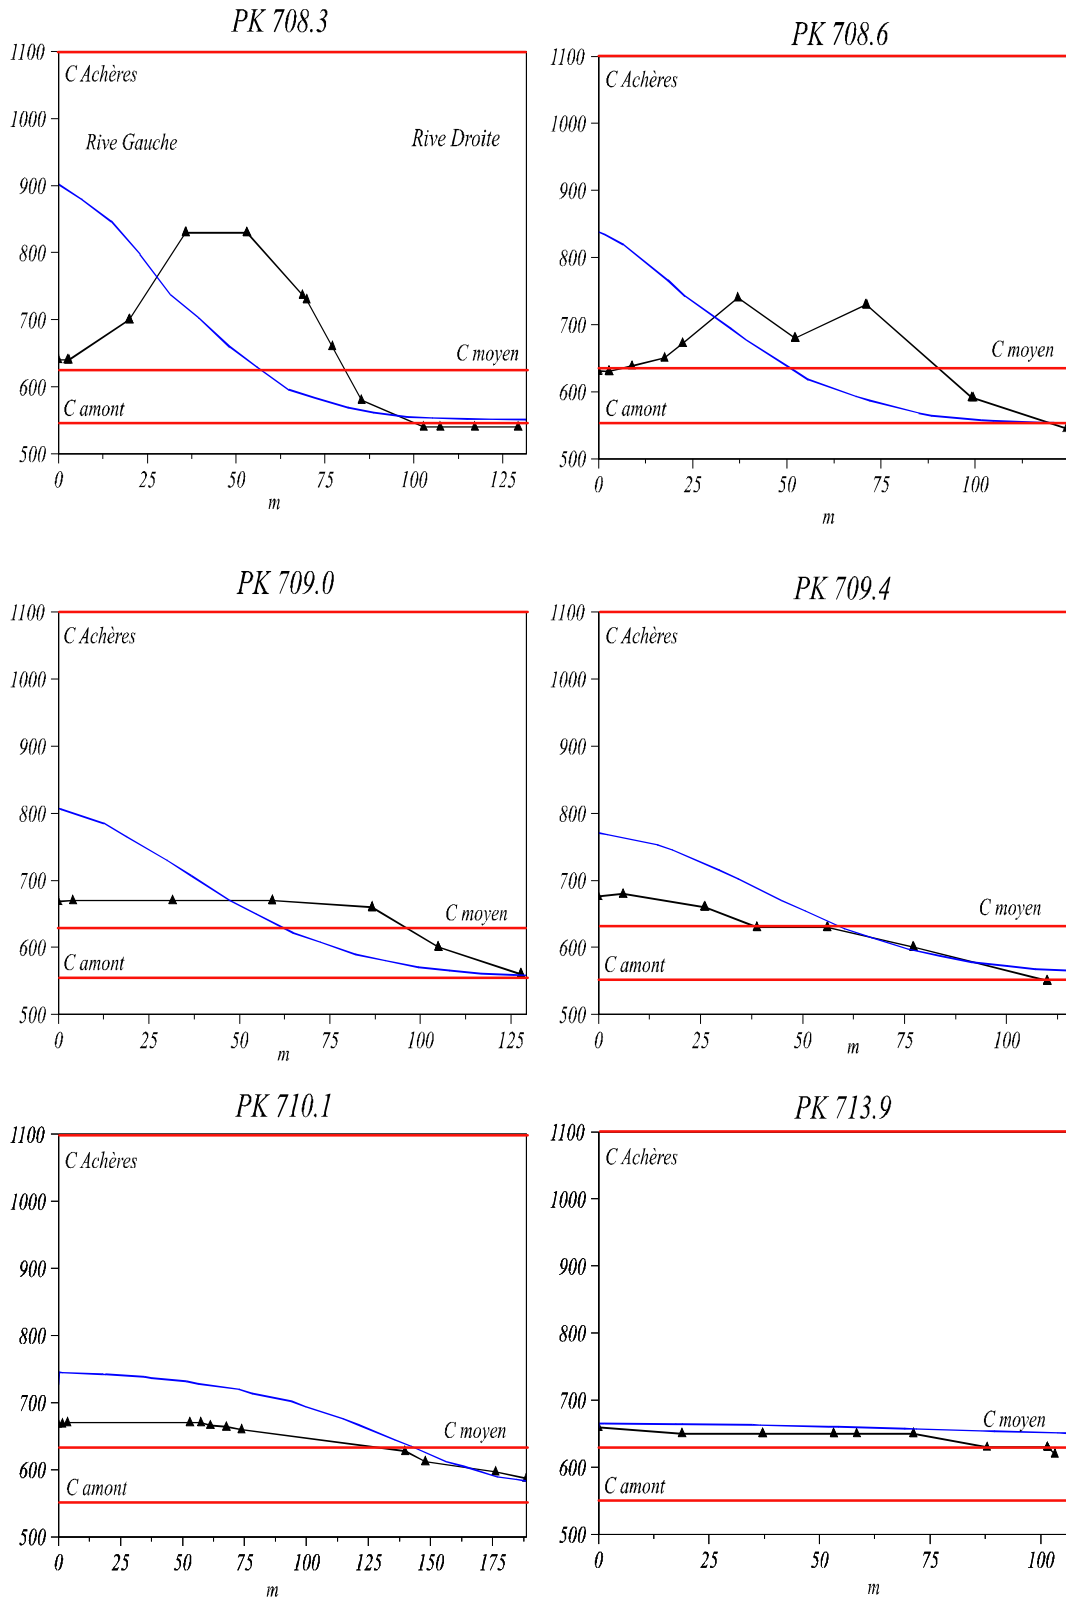 PK 708.3
1100
C Achères
1000
Rive Gauche Rive Droite
900
800
700
C moyen
600
C amont
500
0 25 50 75 100 125
m
PK 708.6
1100
C Achères
1000
900
800
700
C moyen
600
C amont
500
0 25 50 75 100
m
PK 709.0
1100
C Achères
1000
900
800
700
C moyen
600
C amont
500
0 25 50 75 100 125
m
PK 709.4
1100
C Achères
1000
900
800
700
C moyen
600
C amont
500
0 25 50 75 100
m
PK 710.1
1100
C Achères
1000
900
800
700
C moyen
600
C amont
500
0 25 50 75 100 125 150 175
m
PK 713.9
1100
C Achères
1000
900
800
700
C moyen
600
C amont
500
0 25 50 75 100
m